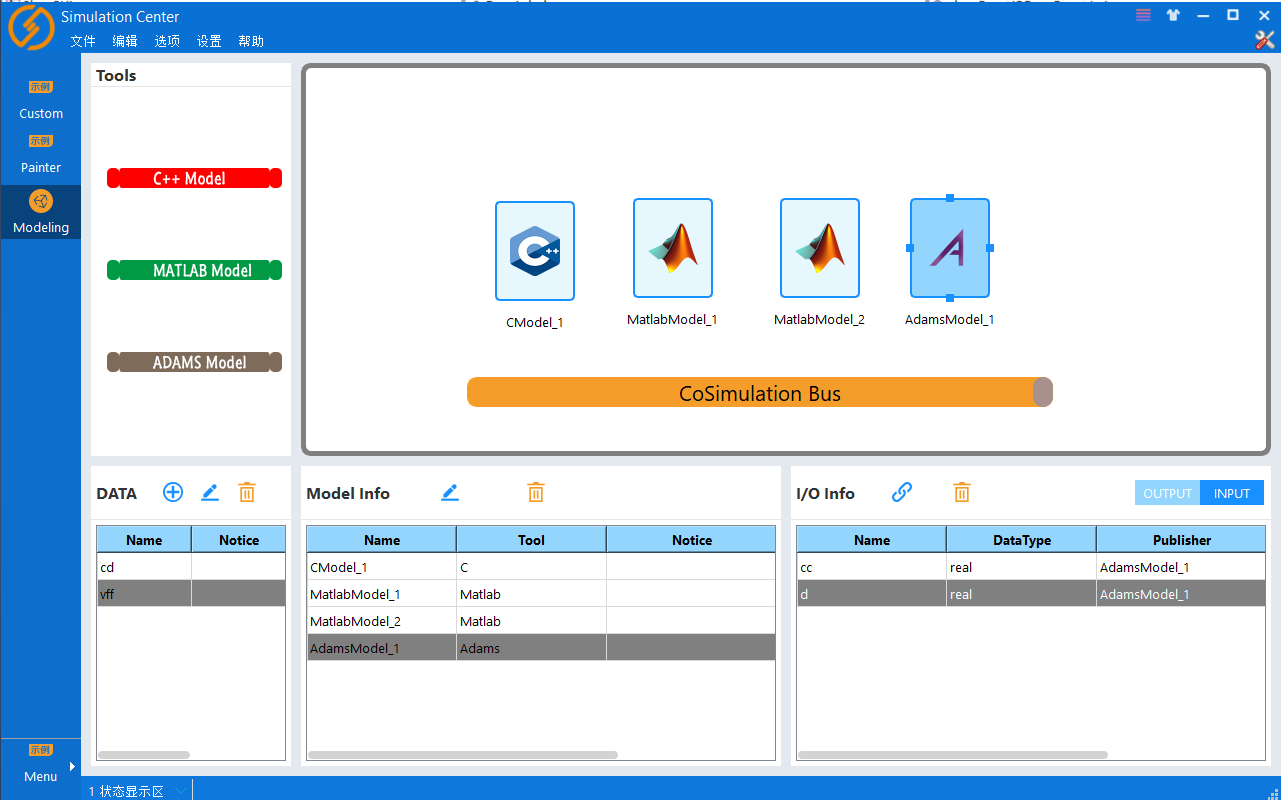 Simulation Center
文件 编辑 选项 设置 帮助
示例
Custom
示例
Painter
Modeling
Tools
C++ Model
MATLAB Model
ADAMS Model
C++
CModel_1 MatlabModel_1 MatlabModel_2 AdamsModel_1
CoSimulation Bus
DATA
Name Notice
cd
vff
Model Info
Name Tool Notice
CModel_1 C
MatlabModel_1 Matlab
MatlabModel_2 Matlab
AdamsModel_1 Adams
I/O Info OUTPUT INPUT
Name DataType Publisher
cc real AdamsModel_1
d real AdamsModel_1
示例
Menu
1 状态显示区